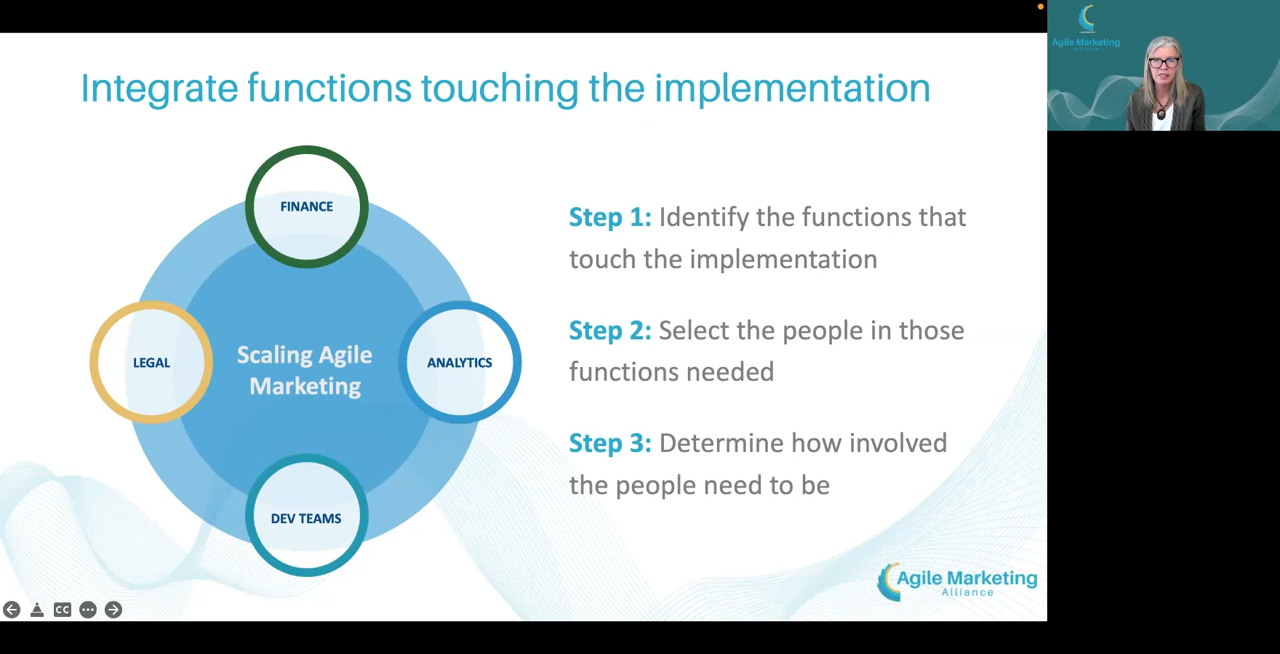 Integrate functions touching the implementation
FINANCE
LEGAL
Scaling Agile
Marketing
ANALYTICS
DEV TEAMS
Step 1: Identify the functions that
touch the implementation
Step 2: Select the people in those
functions needed
Step 3: Determine how involved
the people need to be
Agile Marketing
Alliance
CC
Agile Marketing
Alliance